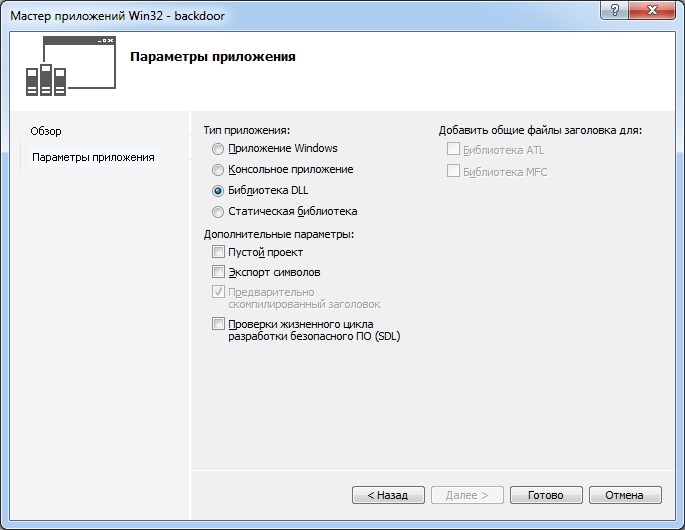 Мастер приложений Win32 - backdoor
?
Параметры приложения
Обзор
Параметры приложения
Тип приложения:
Приложение Windows
Консольное приложение
Библиотека DLL
Статическая библиотека
Дополнительные параметры:
Пустой проект
Экспорт символов
Предварительно
скомпилированный заголовок
Проверки жизненного цикла
разработки безопасного ПО (SDL)
Добавить общие файлы заголовка для:
Библиотека ATL
Библиотека MFC
< Назад
Далее >
Готово
Отмена